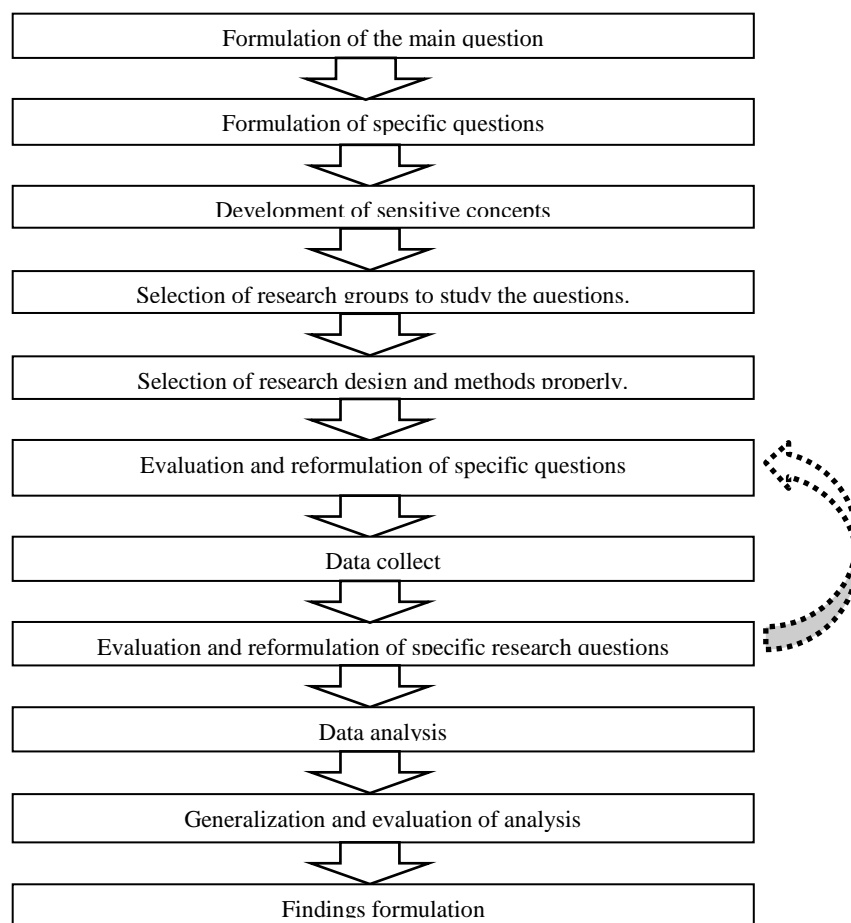 Formulation of the main question
Formulation of specific questions
Development of sensitive concepts
Selection of research groups to study the questions.
Selection of research design and methods properly.
Evaluation and reformulation of specific questions
Data collect
Evaluation and reformulation of specific research questions
Data analysis
Generalization and evaluation of analysis
Findings formulation